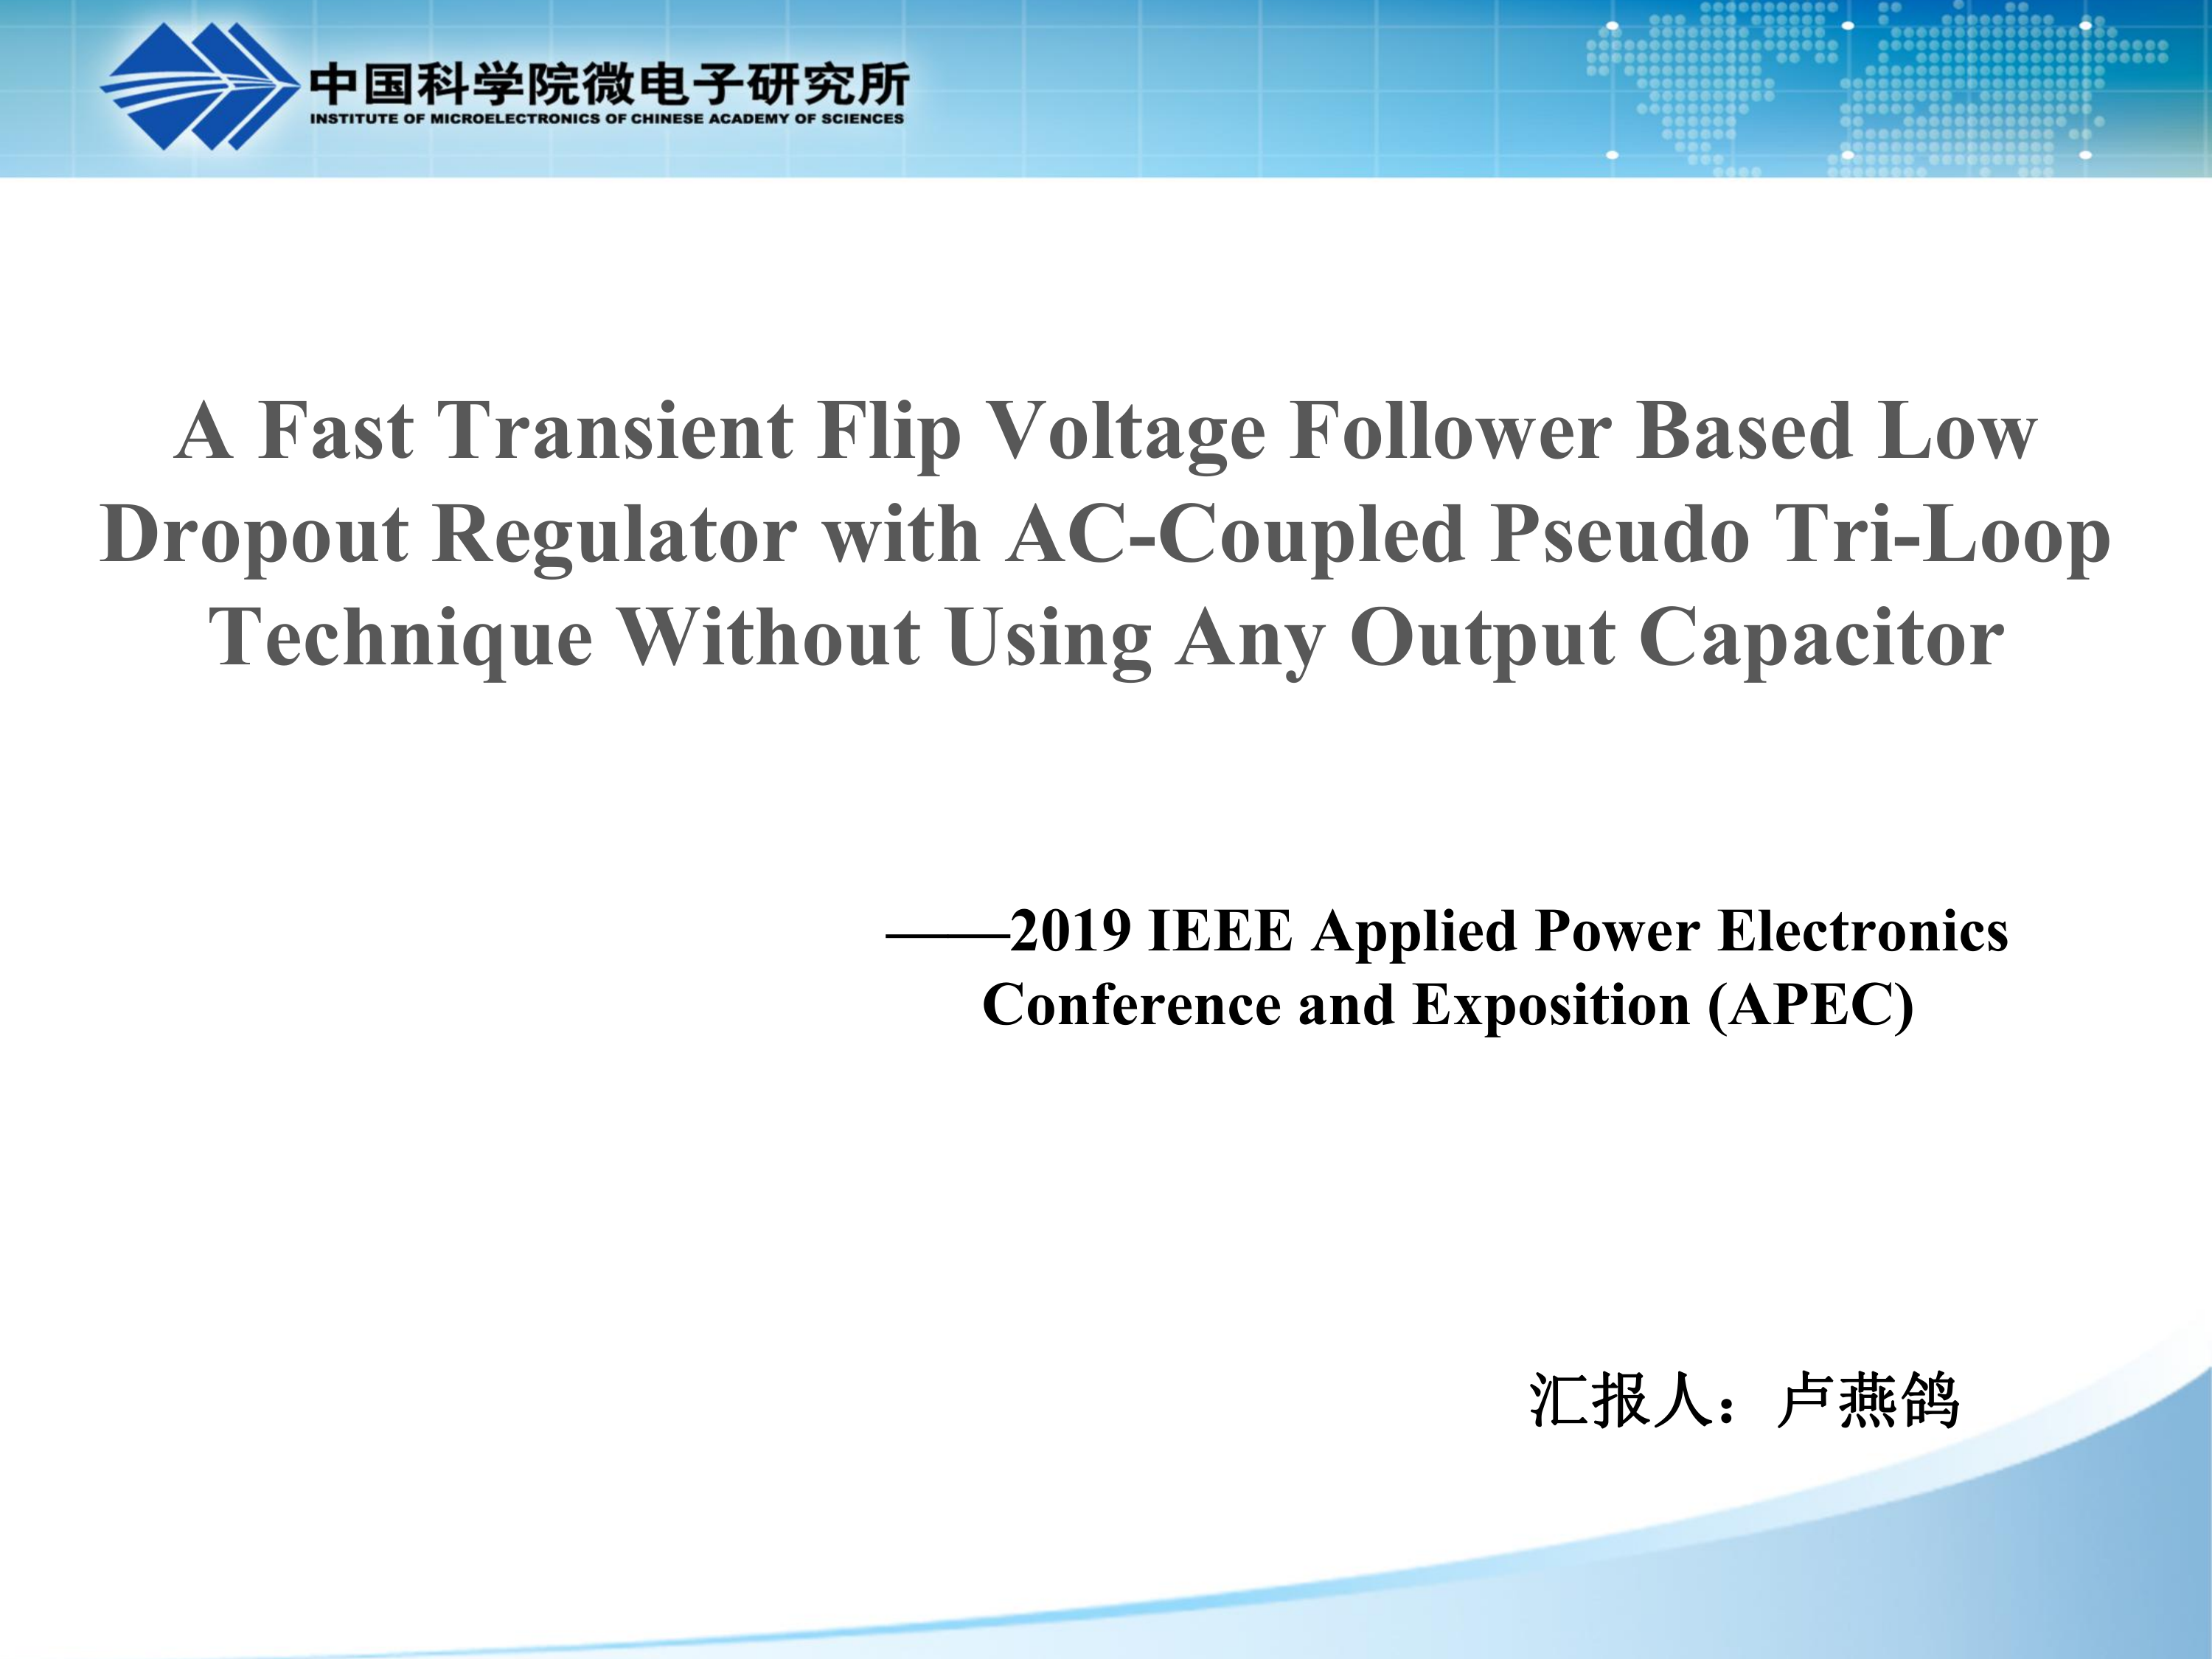 中国科学院微电子研究所
INSTITUTE OF MICROELECTRONICS OF CHINESE ACADEMY OF SCIENCES
A Fast Transient Flip Voltage Follower Based Low
Dropout Regulator with AC-Coupled Pseudo Tri-Loop
Technique Without Using Any Output Capacitor
——2019 IEEE Applied Power Electronics
Conference and Exposition (APEC)
汇报人：卢燕鸽